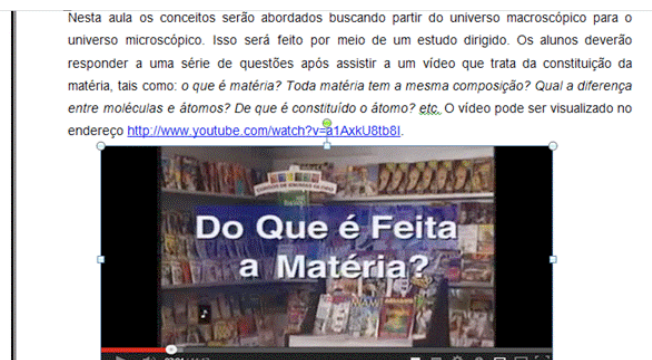 Nesta aula os conceitos serão abordados buscando partir do universo macroscópico para o
universo microscópico. Isso será feito por meio de um estudo dirigido. Os alunos deverão
responder a uma série de questões após assistir a um vídeo que trata da constituição da
matéria, tais como: o que é matéria? Toda matéria tem a mesma composição? Qual a diferença
entre moléculas e átomos? De que é constituído o átomo? etc. O vídeo pode ser visualizado no
endereço http://www.youtube.com/watch?v=a1AxkU8tb8I.
Do Que é Feita
a Matéria?